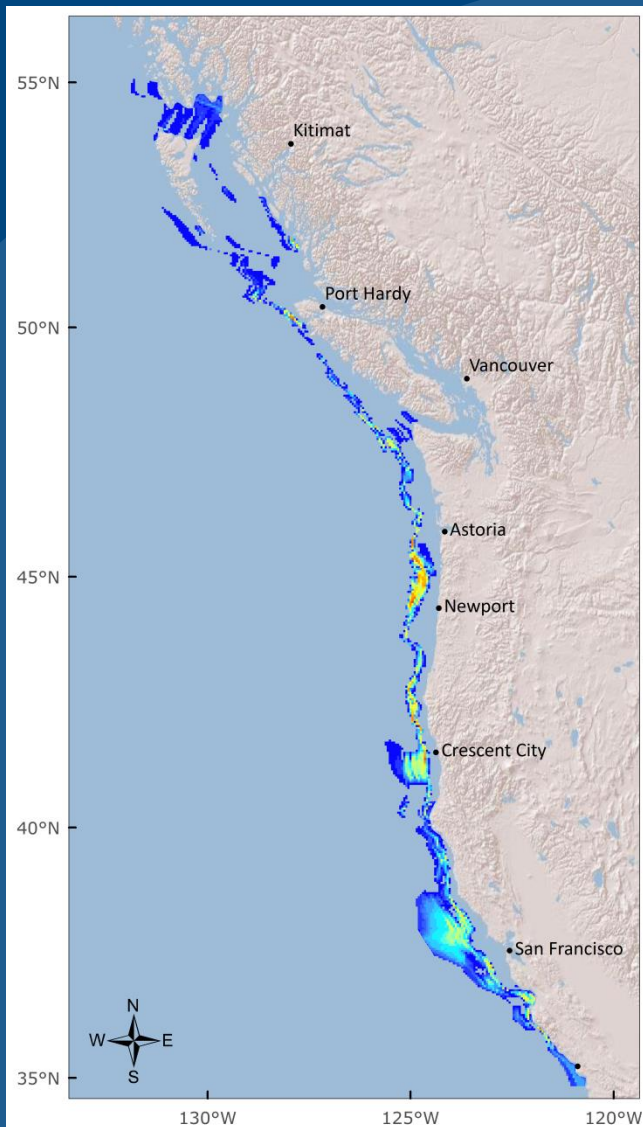 55°N
Kitimat
Port Hardy
50°N
Vancouver
Astoria
45°N
Newport
Crescent City
40°N
San Francisco
N
W E
S
35°N
130°W 125°W 120°W